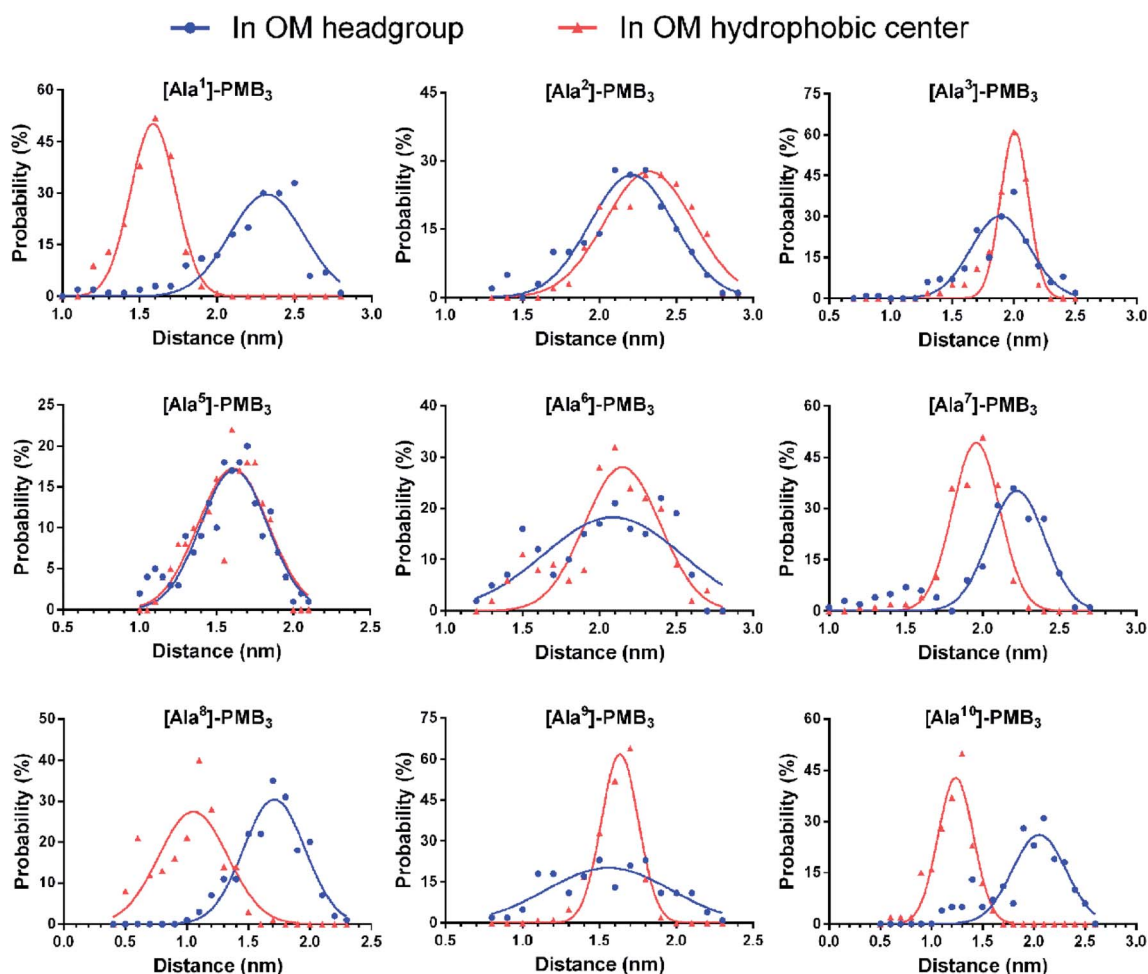 In OM headgroup In OM hydrophobic center
[Ala¹]-PMB₃ [Ala²]-PMB₃ [Ala³]-PMB₃
Probability (%) Probability (%) Probability (%)
60 45 30 15 0
45 30 15 0
75 60 45 30 15 0
1.0 1.5 2.0 2.5 3.0
1.0 1.5 2.0 2.5 3.0
0.5 1.0 1.5 2.0 2.5 3.0
Distance (nm) Distance (nm) Distance (nm)
[Ala⁵]-PMB₃ [Ala⁶]-PMB₃ [Ala⁷]-PMB₃
Probability (%) Probability (%) Probability (%)
25 20 15 10 5 0
40 30 20 10 0
60 45 30 15 0
0.5 1.0 1.5 2.0 2.5
1.0 1.5 2.0 2.5 3.0
1.0 1.5 2.0 2.5 3.0
Distance (nm) Distance (nm) Distance (nm)
[Ala⁸]-PMB₃ [Ala⁹]-PMB₃ [Ala¹⁰]-PMB₃
Probability (%) Probability (%) Probability (%)
50 40 30 20 10 0
75 60 45 30 15 0
60 45 30 15 0
0.0 0.5 1.0 1.5 2.0 2.5
0.5 1.0 1.5 2.0 2.5
0.0 0.5 1.0 1.5 2.0 2.5 3.0
Distance (nm) Distance (nm) Distance (nm)